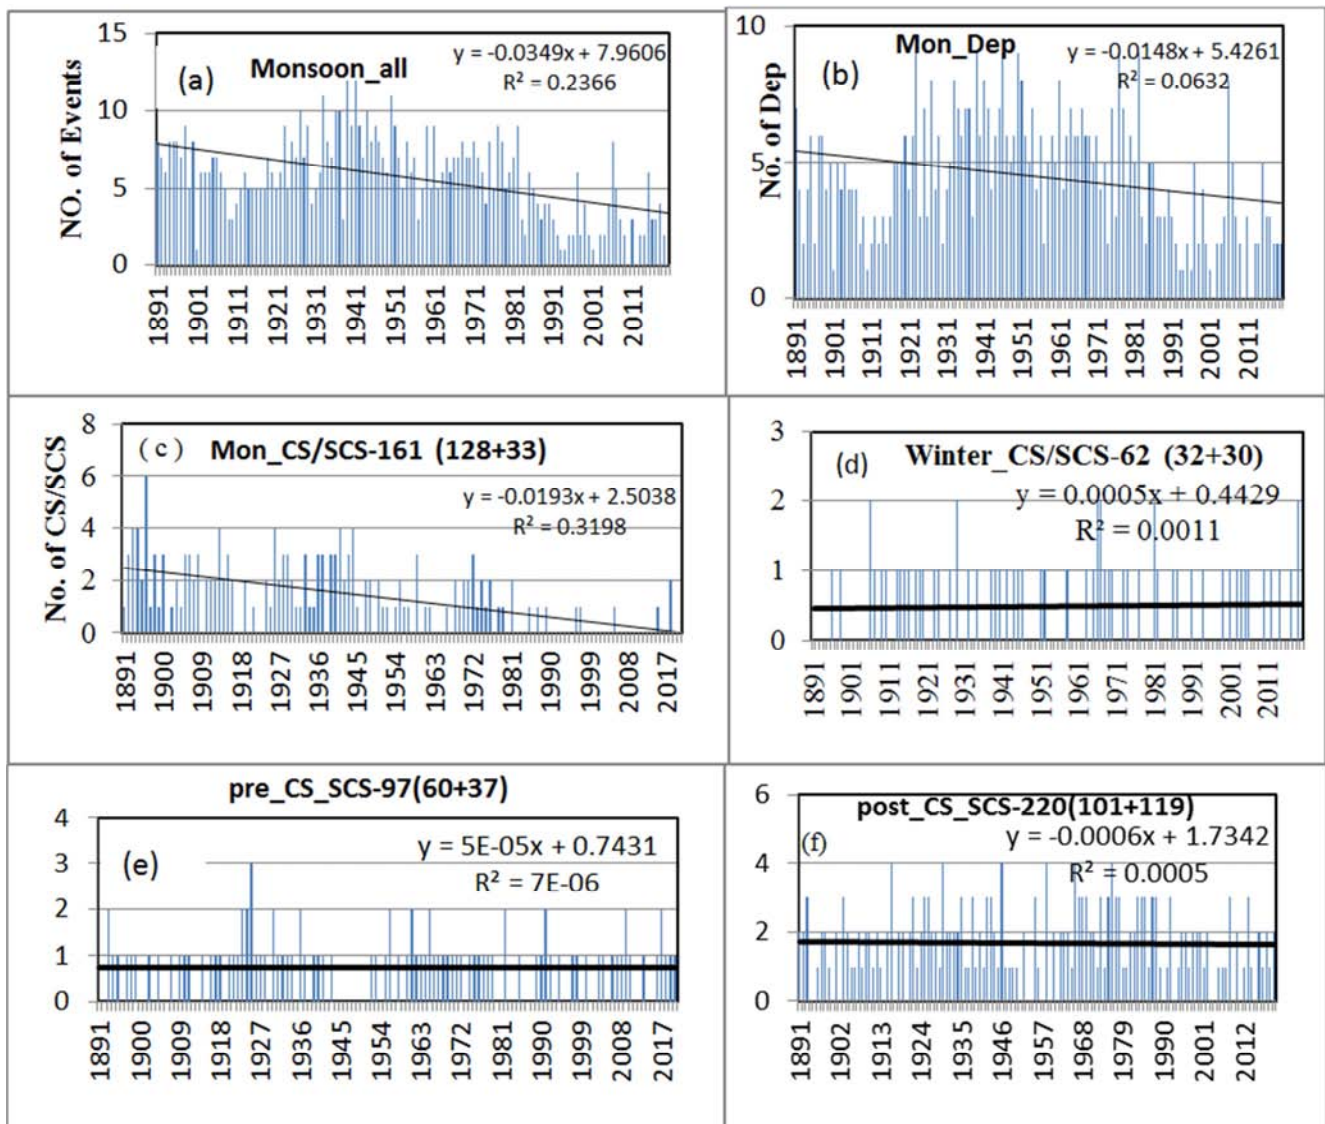 (a)
Monsoon_all
y = -0.0349x + 7.9606
R² = 0.2366
NO. of Events
15
10
5
0
1891 1901 1911 1921 1931 1941 1951 1961 1971 1981 1991 2001 2011
(b)
Mon_Dep
y = -0.0148x + 5.4261
R² = 0.0632
No. of Dep
10
5
0
1891 1901 1911 1921 1931 1941 1951 1961 1971 1981 1991 2001 2011
(c)
Mon_CS/SCS-161 (128+33)
y = -0.0193x + 2.5038
R² = 0.3198
No. of CS/SCS
8
6
4
2
0
1891 1900 1909 1918 1927 1936 1945 1954 1963 1972 1981 1990 1999 2008 2017
(d)
Winter_CS/SCS-62 (32+30)
y = 0.0005x + 0.4429
R² = 0.0011
3
2
1
0
1891 1901 1911 1921 1931 1941 1951 1961 1971 1981 1991 2001 2011
pre_CS_SCS-97(60+37)
(e)
y = 5E-05x + 0.7431
R² = 7E-06
4
3
2
1
0
1891 1900 1909 1918 1927 1936 1945 1954 1963 1972 1981 1990 1999 2008 2017
post_CS_SCS-220(101+119)
(f)
y = -0.0006x + 1.7342
R² = 0.0005
6
4
2
0
1891 1902 1913 1924 1935 1946 1957 1968 1979 1990 2001 2012